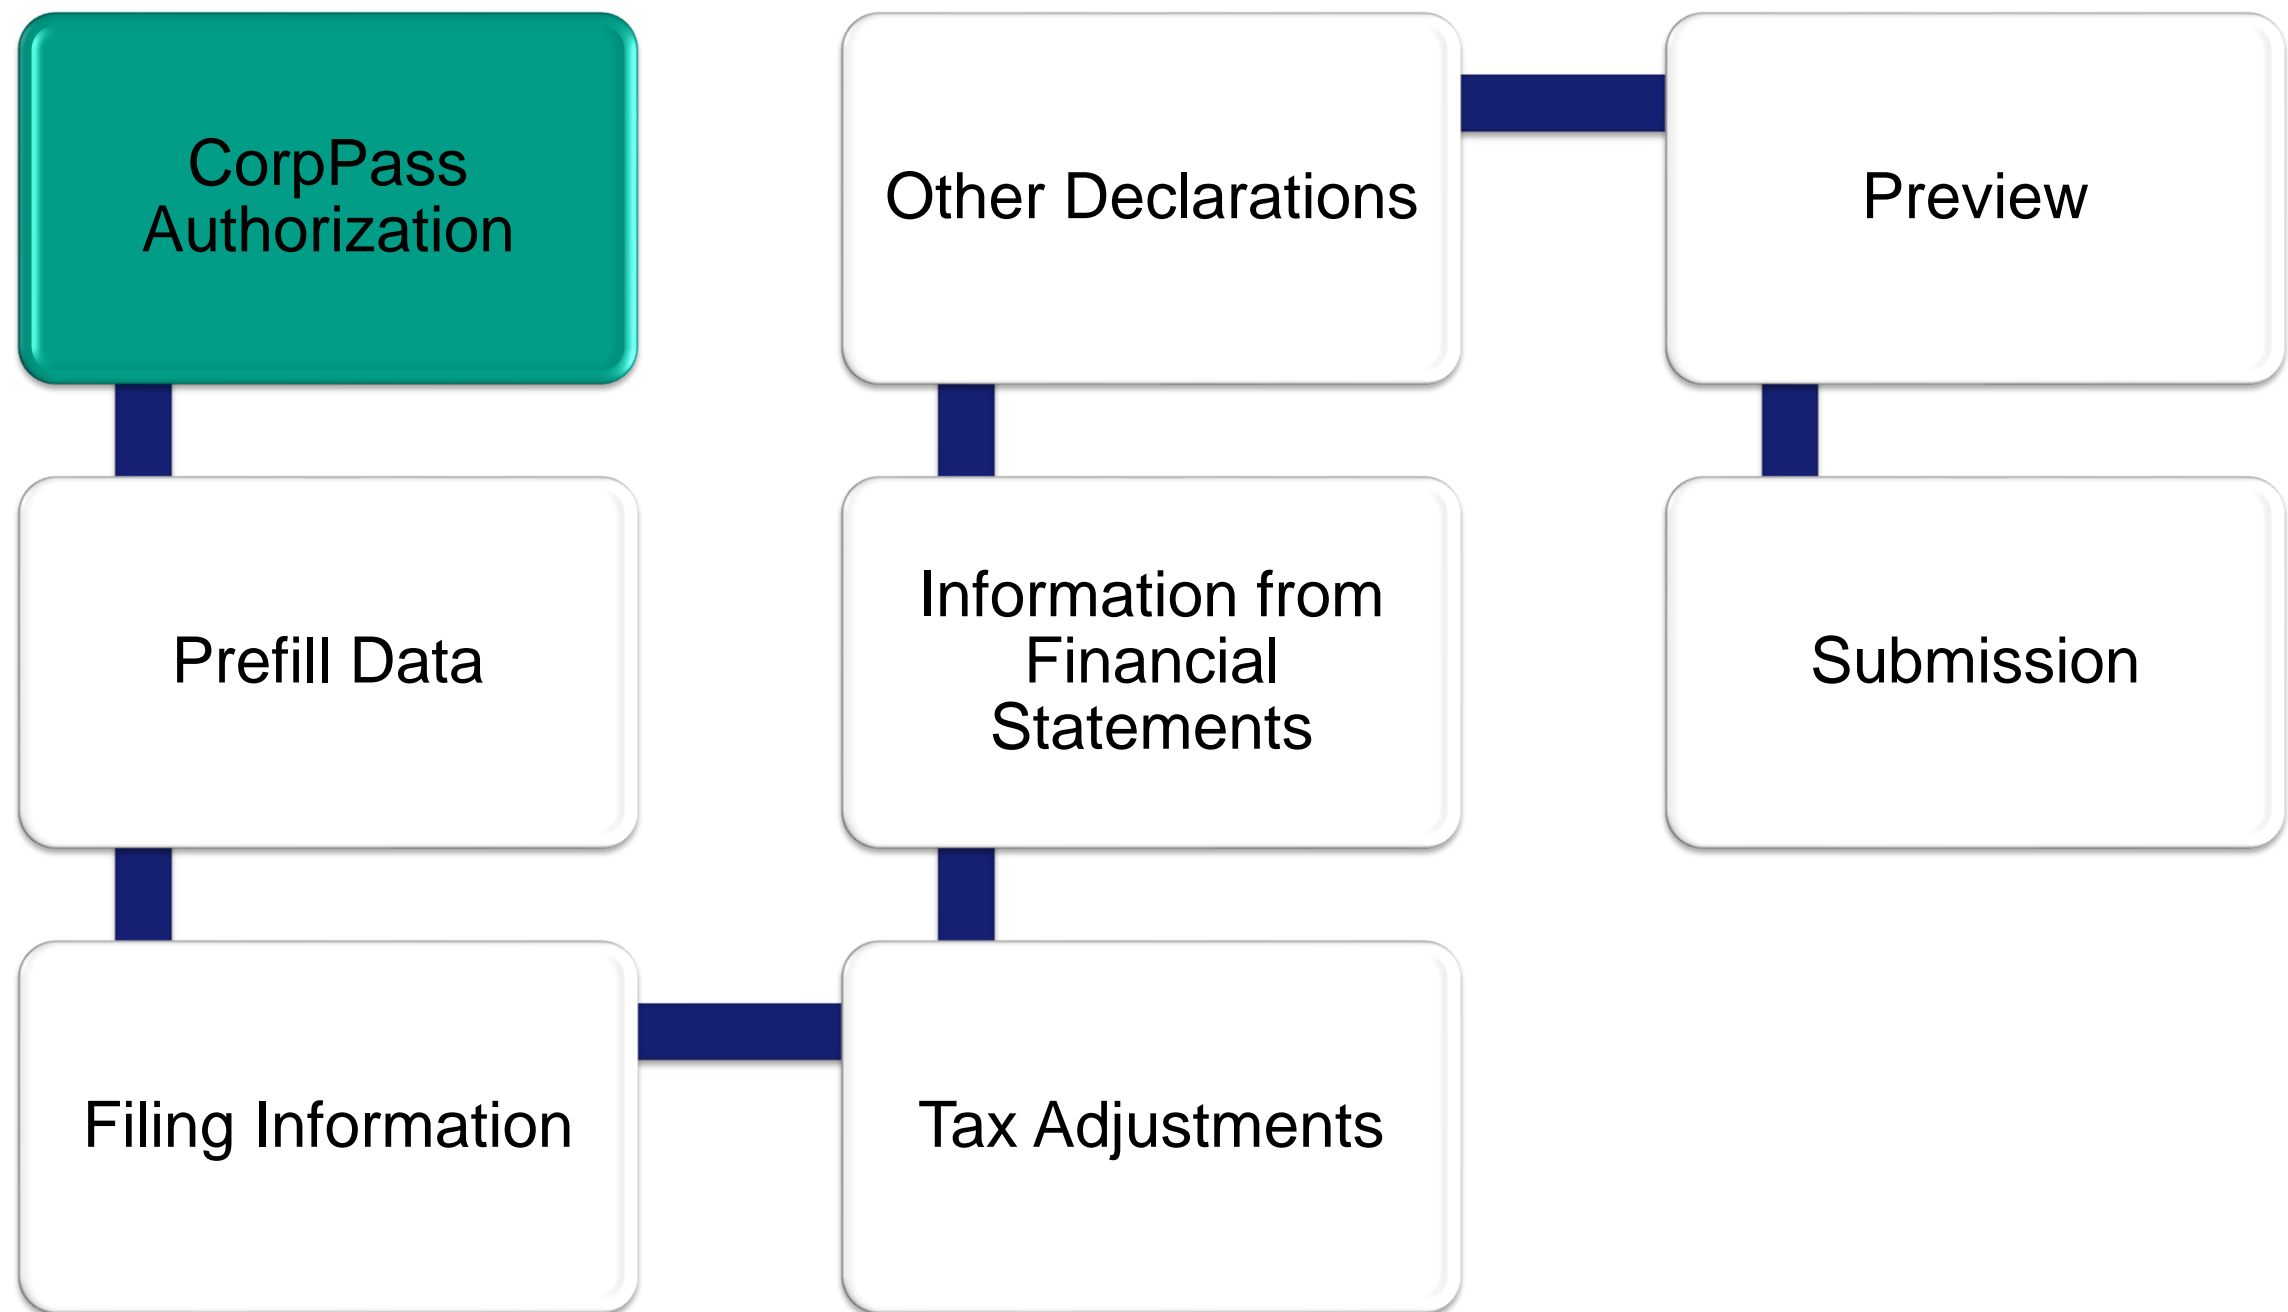 CorpPass
Authorization
Prefill Data
Filing Information
Tax Adjustments
Information from
Financial
Statements
Other Declarations
Preview
Submission